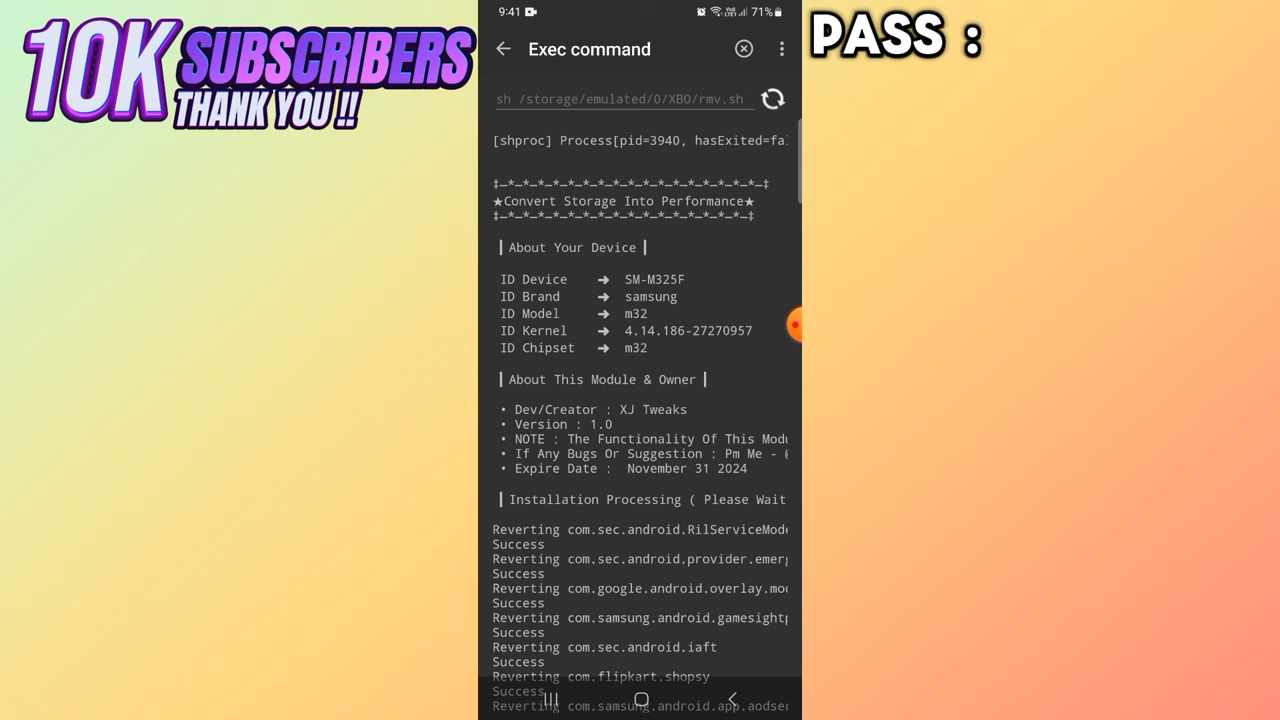 10K SUBSCRIBERS
THANK YOU !!
PASS :
9:41
71%
Exec command
sh /storage/emulated/0/XBO/rmv.sh
[shproc] Process[pid=3940, hasExited=fal
‡—*—*—*—*—*—*—*—*—*—*—*—*—*—*—*—*—*—‡
★Convert Storage Into Performance★
‡—*—*—*—*—*—*—*—*—*—*—*—*—*—*—*—*—‡
┃About Your Device┃
ID Device ➔ SM-M325F
ID Brand ➔ samsung
ID Model ➔ m32
ID Kernel ➔ 4.14.186-27270957
ID Chipset ➔ m32
┃About This Module & Owner┃
• Dev/Creator : XJ Tweaks
• Version : 1.0
• NOTE : The Functionality Of This Modu
• If Any Bugs Or Suggestion : Pm Me - @
• Expire Date : November 31 2024
┃Installation Processing ( Please Wait
Reverting com.sec.android.RilServiceMode
Success
Reverting com.sec.android.provider.emerg
Success
Reverting com.google.android.overlay.mod
Success
Reverting com.samsung.android.gamesightp
Success
Reverting com.sec.android.iaft
Success
Reverting com.flipkart.shopsy
Success
Reverting com.samsung.android.app.aodser